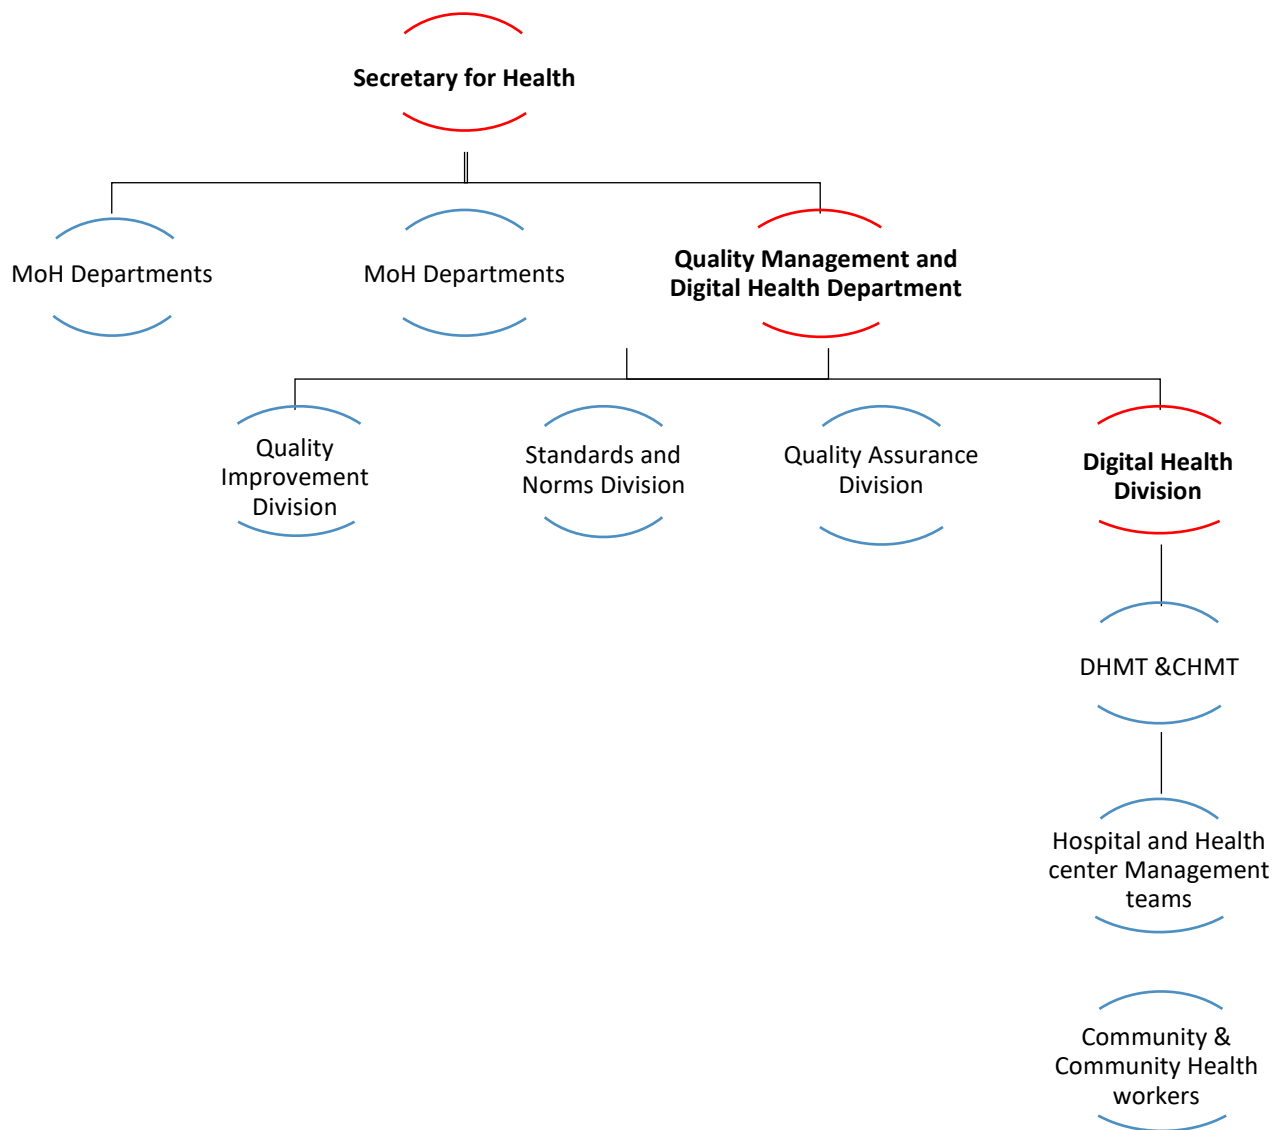 Secretary for Health
MoH Departments
MoH Departments
Quality Management and
Digital Health Department
Quality
Improvement
Division
Standards and
Norms Division
Quality Assurance
Division
Digital Health
Division
DHMT &CHMT
Hospital and Health
center Management
teams
Community &
Community Health
workers